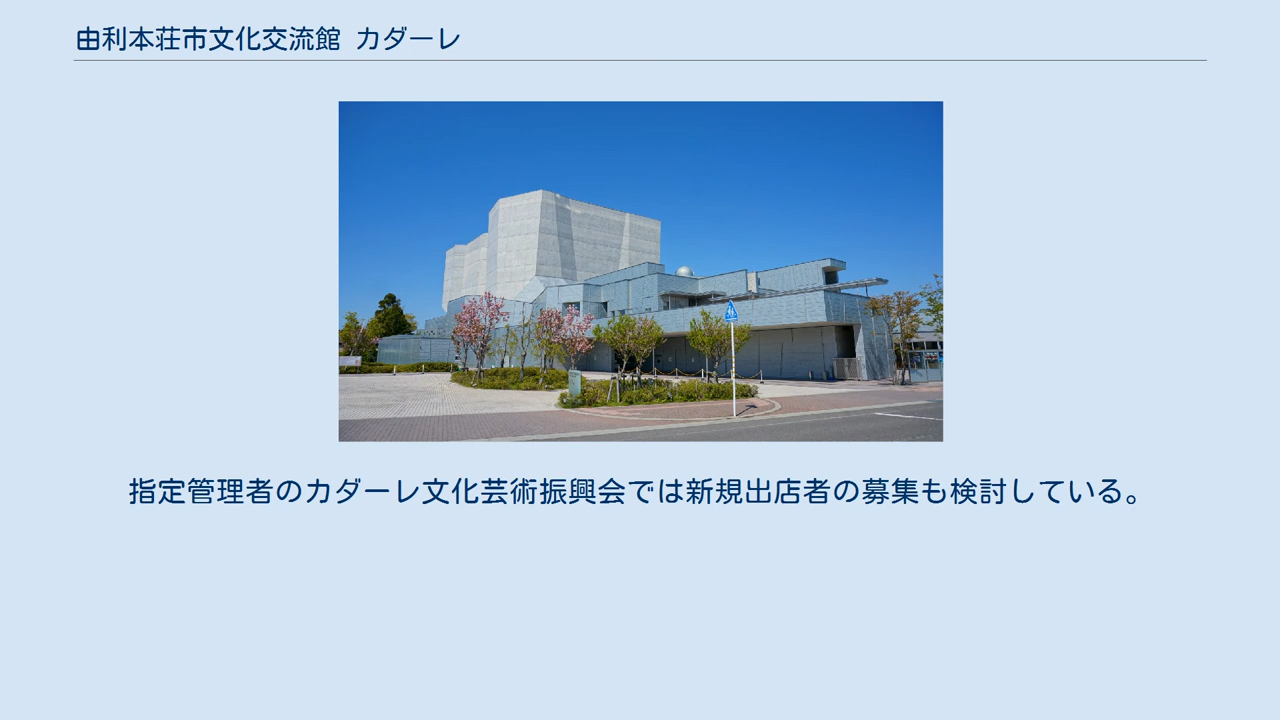 由利本荘市文化交流館 カダーレ
指定管理者のカダーレ文化芸術振興会では新規出店者の募集も検討している。